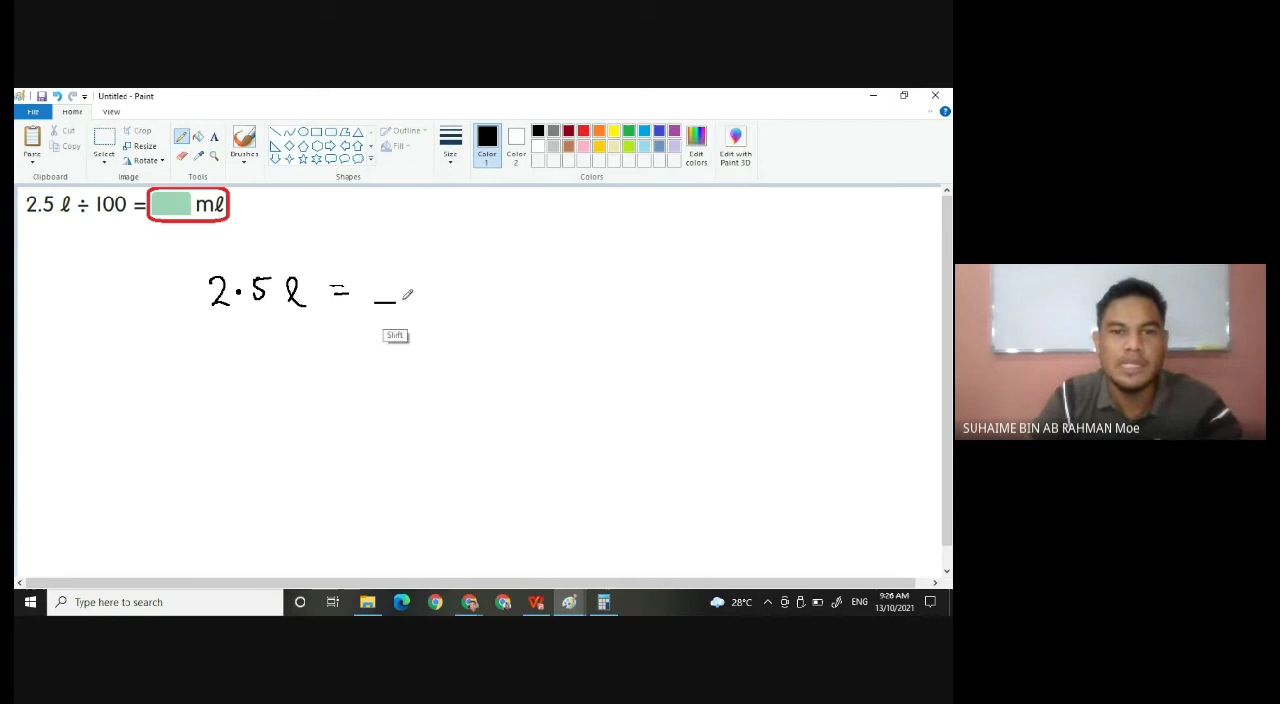 Untitled - Paint
File Home View
Paste
Cut
Copy
Clipboard
Select
Crop
Resize
Rotate
Image
A
Tools
Brushes
Outline
Fill
Shapes
Size
Color 1
Color 2
Edit colors
Edit with Paint 3D
Colors
2.5 ℓ ÷ 100 = mℓ
2.5 ℓ = _
Shift
SUHAIME BIN AB RAHMAN Moe
Type here to search
28°C
ENG
9:26 AM
13/10/2021